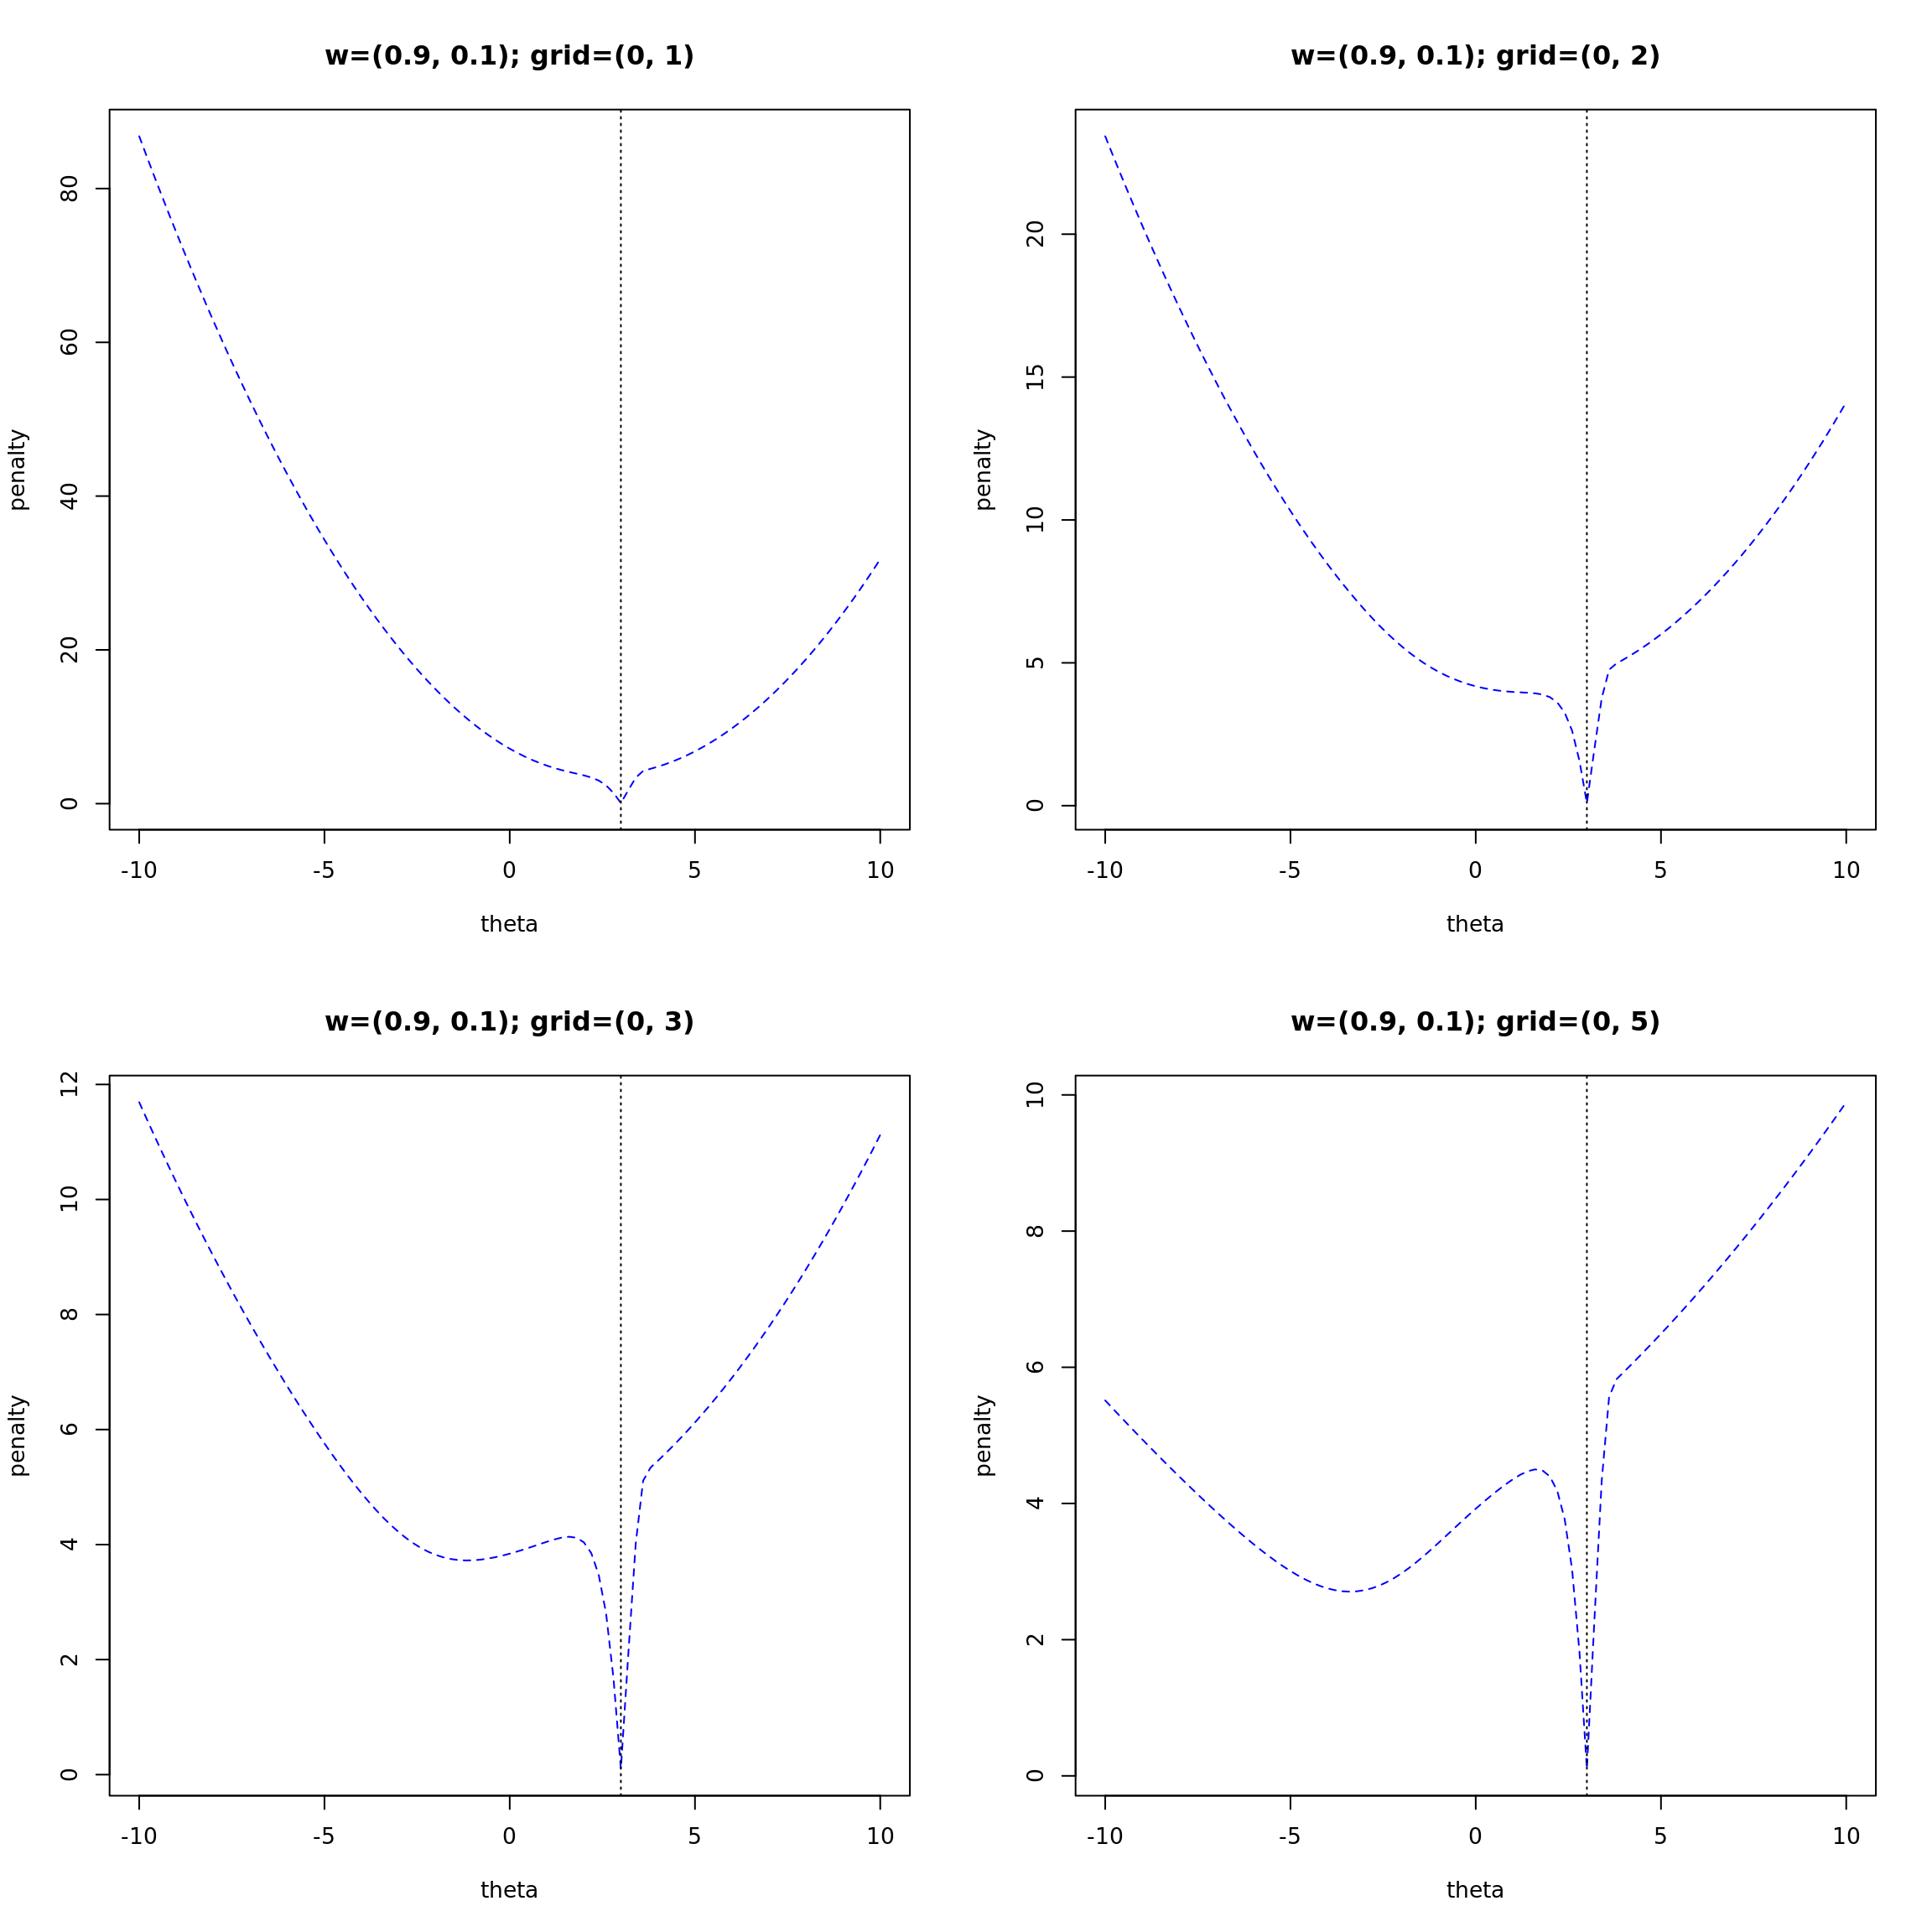 w=(0.9, 0.1); grid=(0, 1)
penalty
80
60
40
20
0
-10 -5 0 5 10
theta
w=(0.9, 0.1); grid=(0, 2)
penalty
20
15
10
5
0
-10 -5 0 5 10
theta
w=(0.9, 0.1); grid=(0, 3)
penalty
12
10
8
6
4
2
0
-10 -5 0 5 10
theta
w=(0.9, 0.1); grid=(0, 5)
penalty
10
8
6
4
2
0
-10 -5 0 5 10
theta